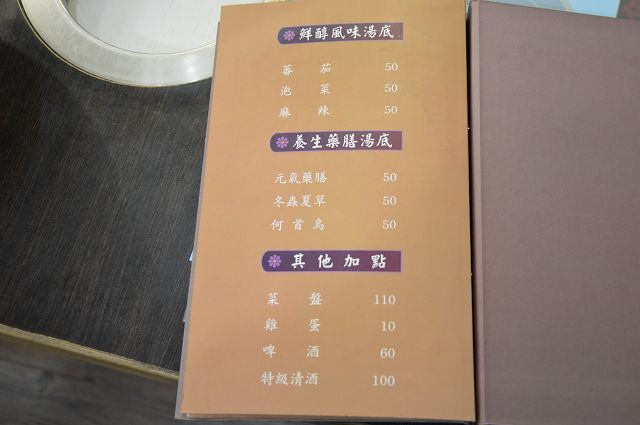 鮮醇風味湯底
蕃茄 50
泡菜 50
麻辣 50
養生藥膳湯底
元氣藥膳 50
冬蟲夏草 50
何首烏 50
其他加點
菜盤 110
雞蛋 10
啤酒 60
特級清酒 100